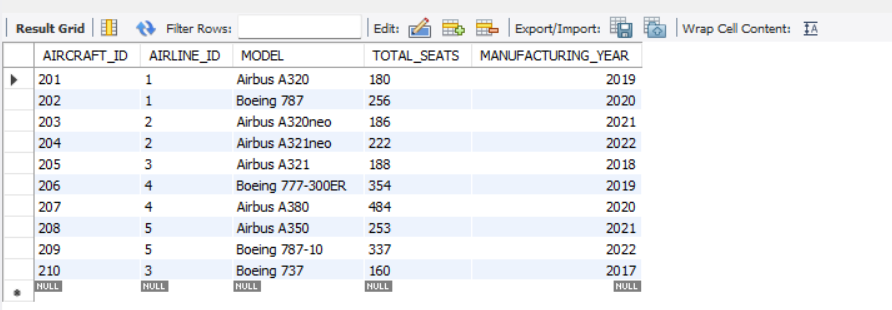 Result Grid Filter Rows: Edit: Export/Import: Wrap Cell Content: IA
AIRCRAFT_ID AIRLINE_ID MODEL TOTAL_SEATS MANUFACTURING_YEAR
201 1 Airbus A320 180 2019
202 1 Boeing 787 256 2020
203 2 Airbus A320neo 186 2021
204 2 Airbus A321neo 222 2022
205 3 Airbus A321 188 2018
206 4 Boeing 777-300ER 354 2019
207 4 Airbus A380 484 2020
208 5 Airbus A350 253 2021
209 5 Boeing 787-10 337 2022
210 3 Boeing 737 160 2017
NULL NULL NULL NULL NULL